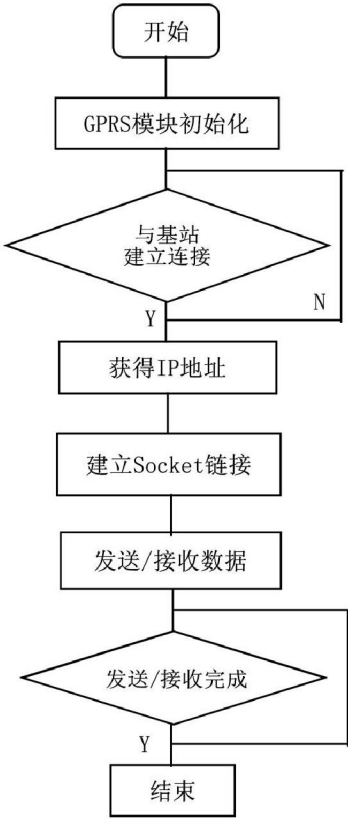 开始
GPRS模块初始化
与基站
建立连接
N
Y
获得IP地址
建立Socket链接
发送/接收数据
发送/接收完成
Y
结束